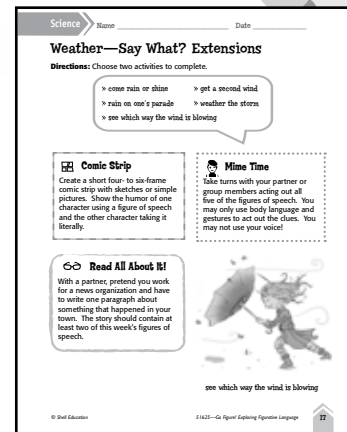 Science
Name
Date
Weather—Say What? Extensions
Directions: Choose two activities to complete.
» come rain or shine
» get a second wind
» rain on one's parade
» weather the storm
» see which way the wind is blowing
Comic Strip
Create a short four- to six-frame
comic strip with sketches or simple
pictures. Show the humor of one
character using a figure of speech
and the other character taking it
literally.
Mime Time
Take turns with your partner or
group members acting out all
five of the figures of speech. You
may only use body language and
gestures to act out the clues. You
may not use your voice!
Read All About It!
With a partner, pretend you work
for a news organization and have
to write one paragraph about
something that happened in your
town. The story should contain at
least two of this week's figures of
speech.
see which way the wind is blowing
© Shell Education
51625—Go Figure! Exploring Figurative Language
17